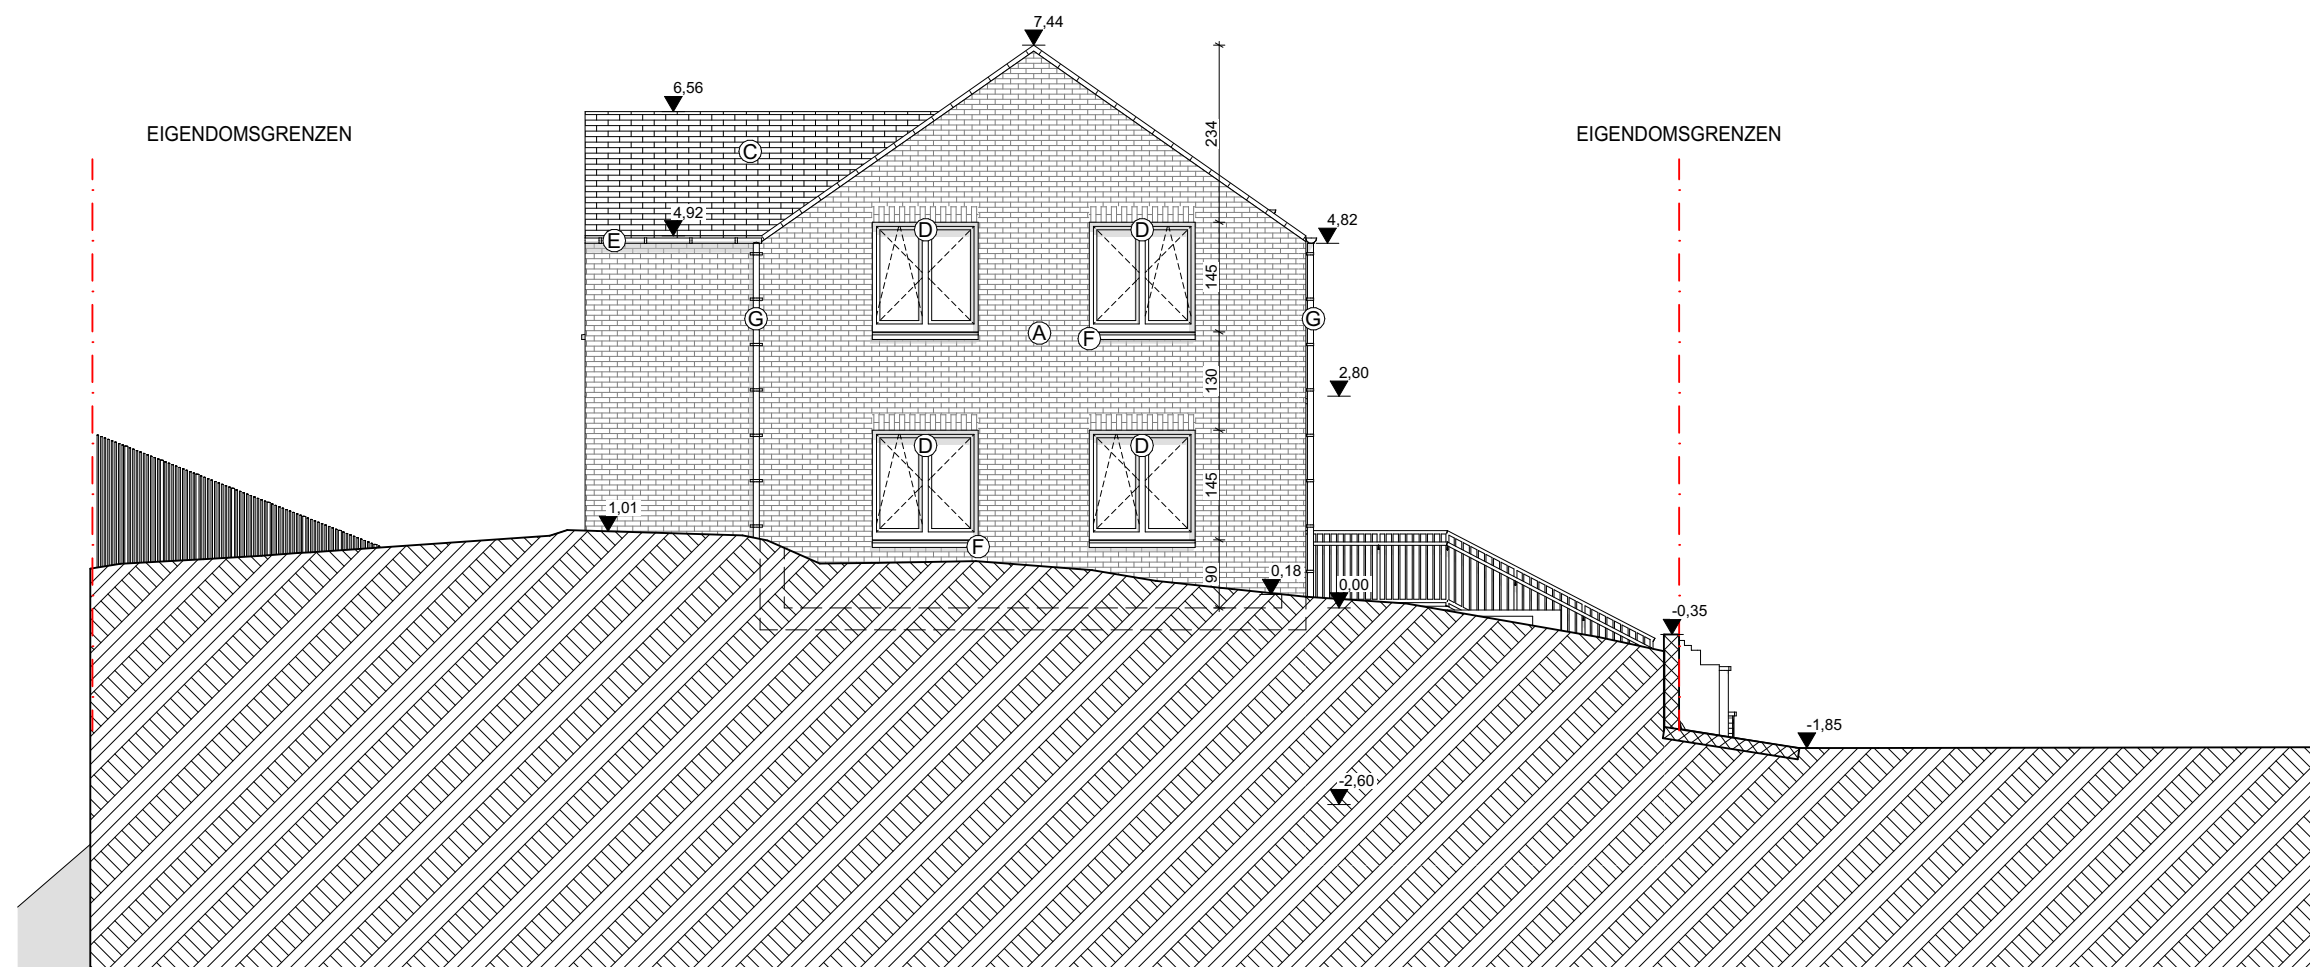 7,44
6,56
EIGENDOMSGRENZEN
EIGENDOMSGRENZEN
234
C
4,92
4,82
E
D
D
145
G
A
F
G
130
2,80
D
D
145
1,01
F
90
0,18
0,00
-0,35
-1,85
-2,60